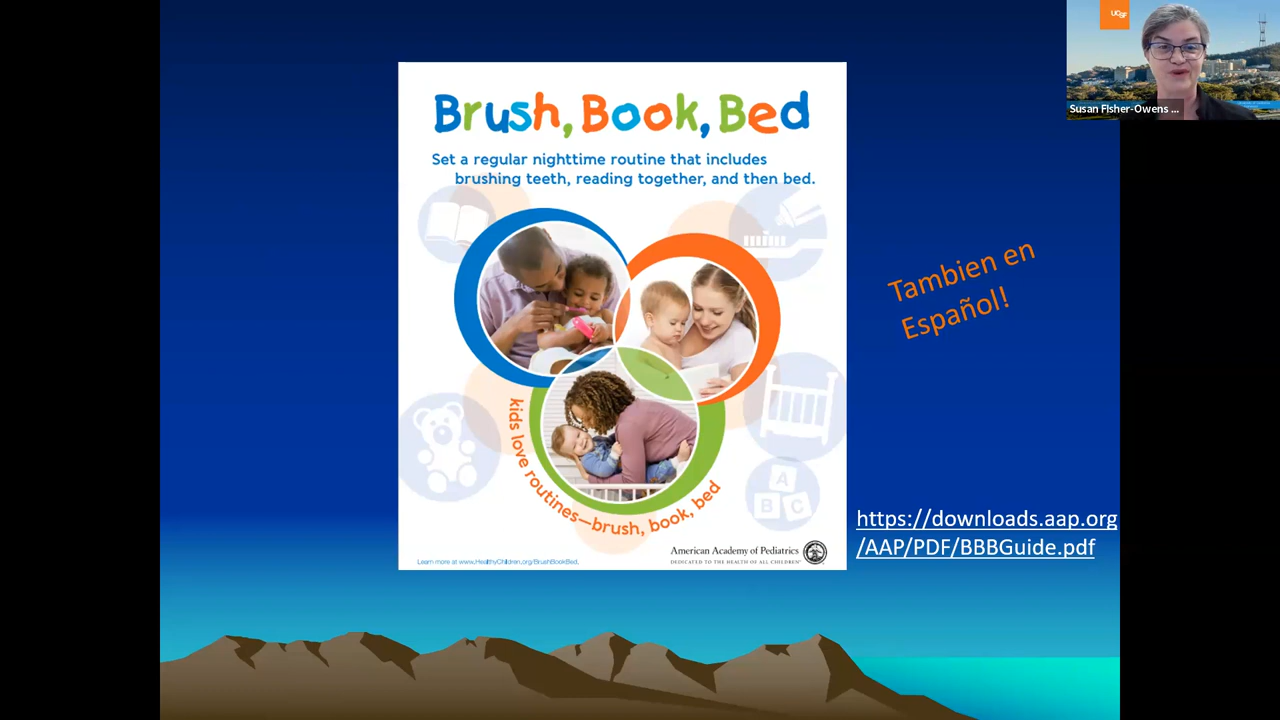 UCSF
Susan Fisher-Owens ...
Brush, Book, Bed
Set a regular nighttime routine that includes
brushing teeth, reading together, and then bed.
Tambien en
Español!
kids love routines—brush, book, bed
A
B C
https://downloads.aap.org
/AAP/PDF/BBBGuide.pdf
American Academy of Pediatrics
DEDICATED TO THE HEALTH OF ALL CHILDREN®
Learn more at www.HealthyChildren.org/BrushBookBed.